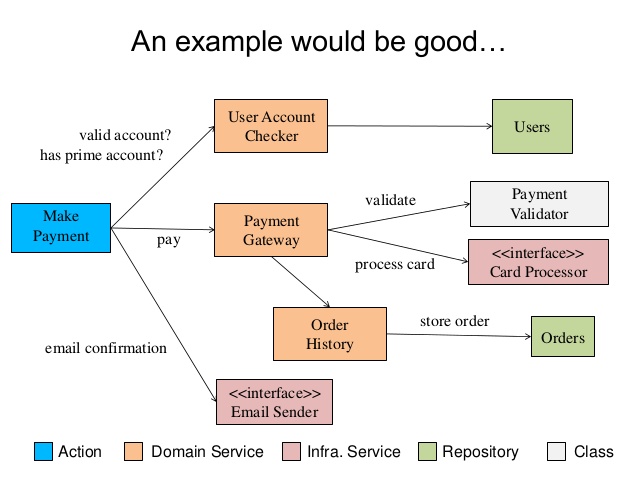 An example would be good…
User Account
Checker
Users
valid account?
has prime account?
Make
Payment
pay
Payment
Gateway
validate
Payment
Validator
process card
<<interface>>
Card Processor
Order
History
store order
Orders
email confirmation
<<interface>>
Email Sender
Action
Domain Service
Infra. Service
Repository
Class